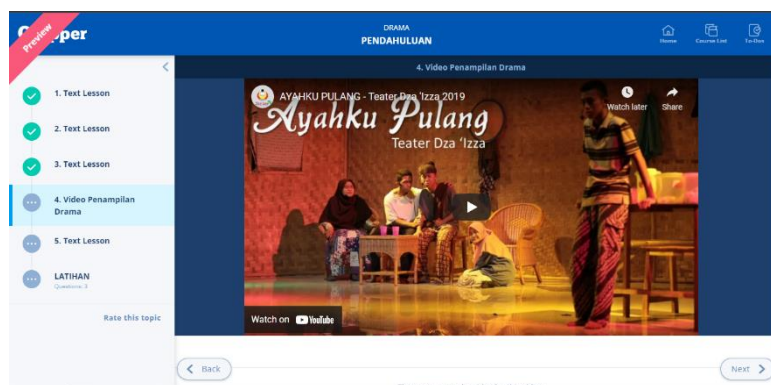 Preview
DRAMA
PENDAHULUAN
Home
Course List
To-Dos
1. Text Lesson
2. Text Lesson
3. Text Lesson
4. Video Penampilan
Drama
5. Text Lesson
LATIHAN
Questions: 3
Rate this topic
4. Video Penampilan Drama
AYAHKU PULANG - Teater Dza 'Izza 2019
Watch later
Share
Ayahku Pulang
Teater Dza 'Izza
Watch on YouTube
Back
Next